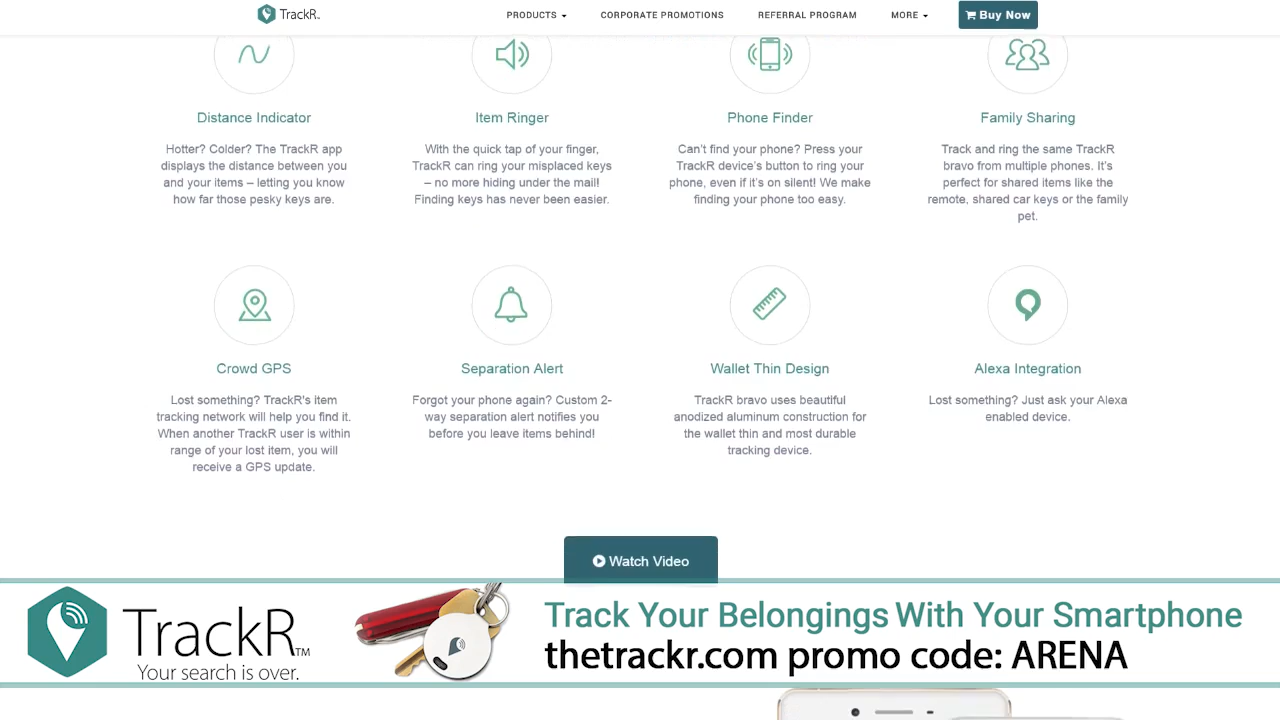 TrackR™ PRODUCTS CORPORATE PROMOTIONS REFERRAL PROGRAM MORE Buy Now
Distance Indicator
Hotter? Colder? The TrackR app
displays the distance between you
and your items – letting you know
how far those pesky keys are.
Item Ringer
With the quick tap of your finger,
TrackR can ring your misplaced keys
– no more hiding under the mail!
Finding keys has never been easier.
Phone Finder
Can't find your phone? Press your
TrackR device's button to ring your
phone, even if it's on silent! We make
finding your phone too easy.
Family Sharing
Track and ring the same TrackR
bravo from multiple phones. It's
perfect for shared items like the
remote, shared car keys or the family
pet.
Crowd GPS
Lost something? TrackR's item
tracking network will help you find it.
When another TrackR user is within
range of your lost item, you will
receive a GPS update.
Separation Alert
Forgot your phone again? Custom 2-
way separation alert notifies you
before you leave items behind!
Wallet Thin Design
TrackR bravo uses beautiful
anodized aluminum construction for
the wallet thin and most durable
tracking device.
Alexa Integration
Lost something? Just ask your Alexa
enabled device.
Watch Video
TrackR™
Your search is over.
Track Your Belongings With Your Smartphone
thetrackr.com promo code: ARENA